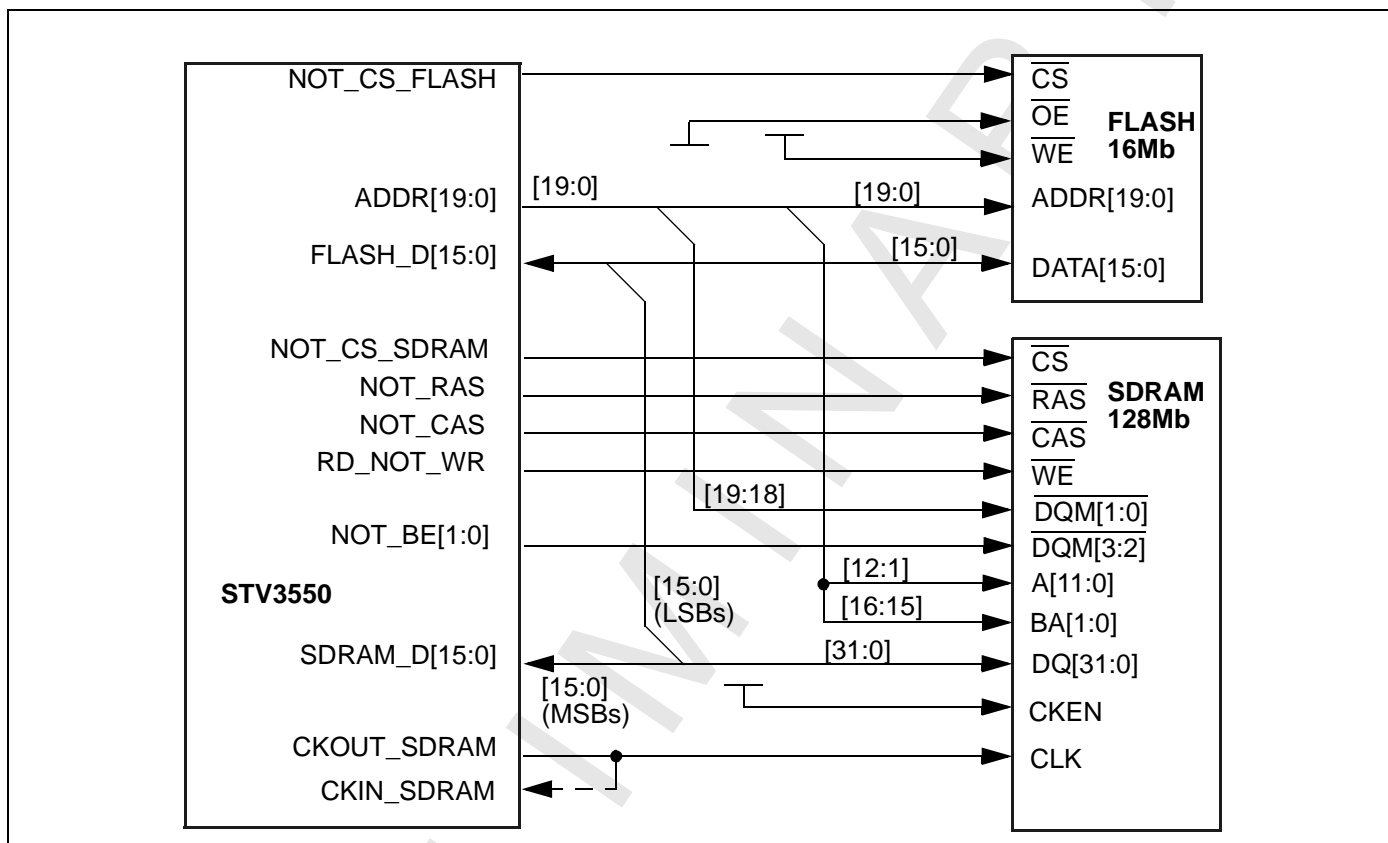 NOT_CS_FLASH
ADDR[19:0]
FLASH_D[15:0]
NOT_CS_SDRAM
NOT_RAS
NOT_CAS
RD_NOT_WR
NOT_BE[1:0]
STV3550
SDRAM_D[15:0]
CKOUT_SDRAM
CKIN_SDRAM
[19:0]
[19:0]
[15:0]
[19:18]
[12:1]
[16:15]
[15:0]
(LSBs)
[31:0]
[15:0]
(MSBs)
CS
OE
WE
FLASH
16Mb
ADDR[19:0]
DATA[15:0]
CS
RAS
CAS
WE
SDRAM
128Mb
DQM[1:0]
DQM[3:2]
A[11:0]
BA[1:0]
DQ[31:0]
CKEN
CLK
IMINAR